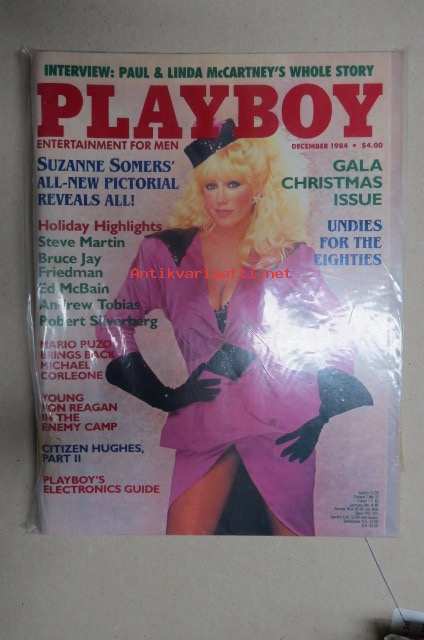 INTERVIEW: PAUL & LINDA McCARTNEY'S WHOLE STORY
PLAYBOY
ENTERTAINMENT FOR MEN
DECEMBER 1984 • $4.00
SUZANNE SOMERS'
ALL-NEW PICTORIAL
REVEALS ALL!
Holiday Highlights
Steve Martin
Bruce Jay
Friedman
Ed McBain
Andrew Tobias
Robert Silverberg
MARIO PUZO
BRINGS BACK
MICHAEL
CORLEONE
YOUNG
RON REAGAN
IN THE
ENEMY CAMP
CITIZEN HUGHES,
PART II
PLAYBOY'S
ELECTRONICS GUIDE
GALA
CHRISTMAS
ISSUE
UNDIES
FOR THE
EIGHTIES
Antikvariaatti.net